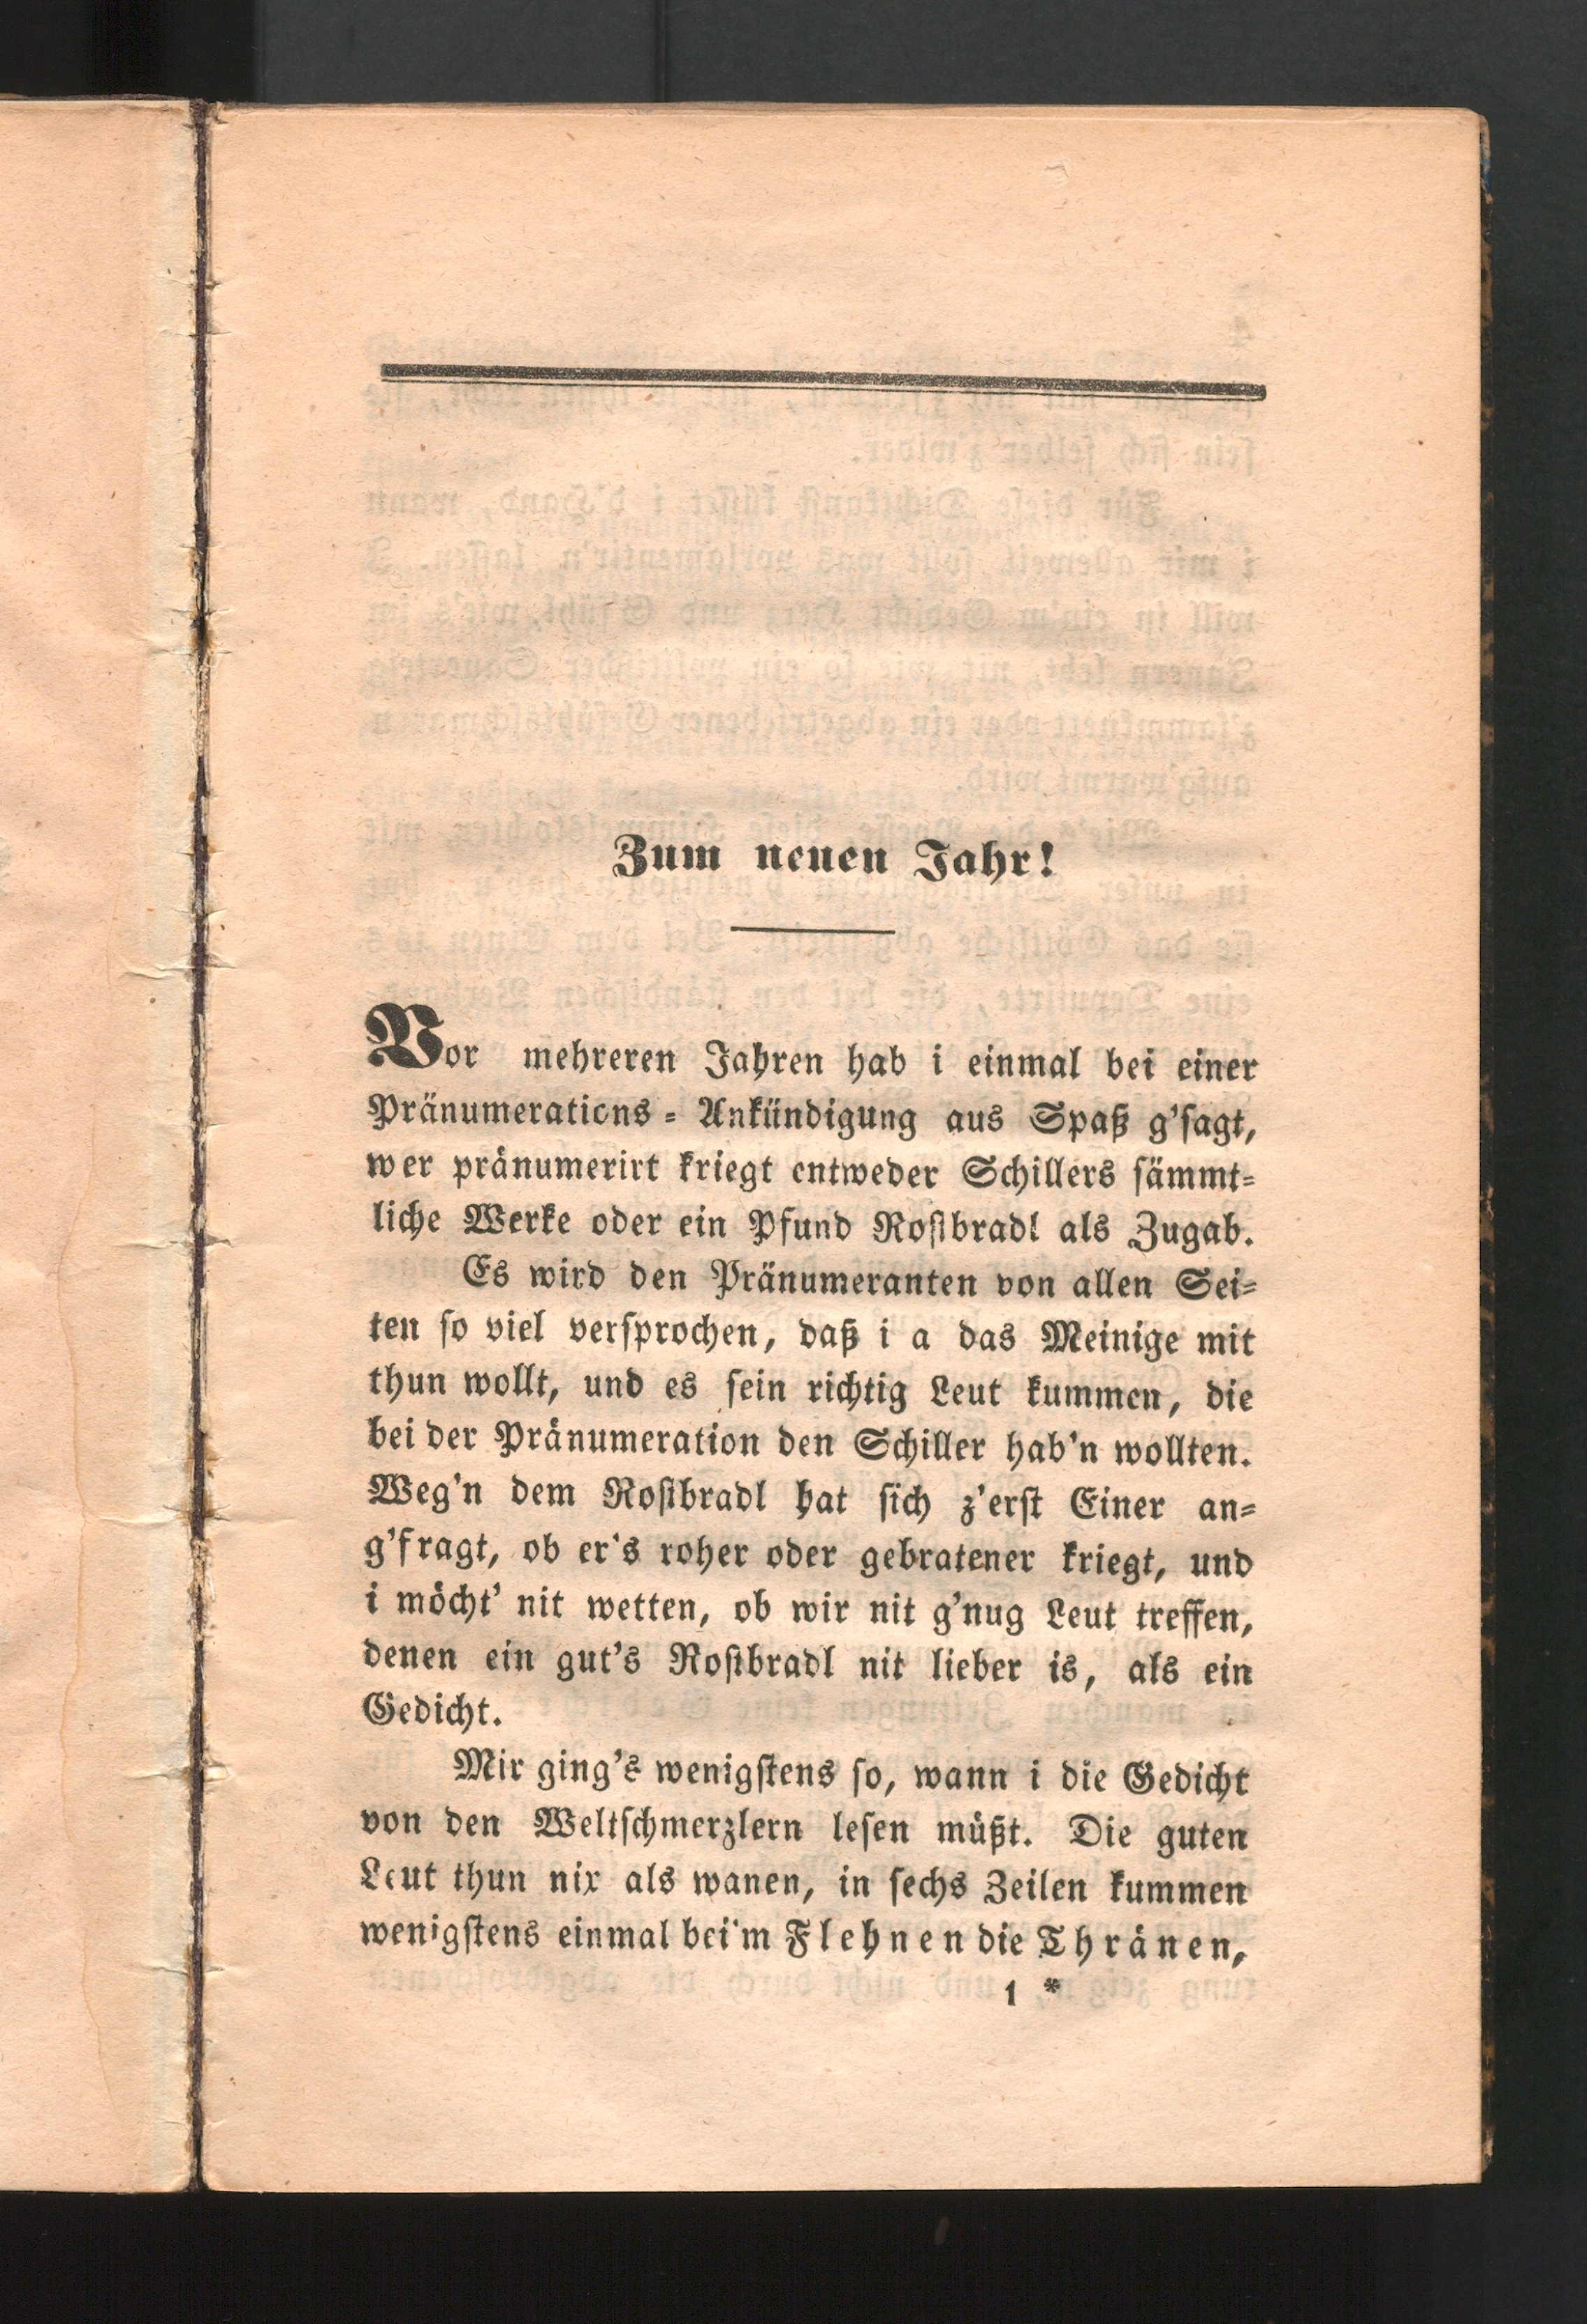 Zum neuen Jahr!
Vor mehreren Jahren hab i einmal bei einer
Pränumerations-Ankündigung aus Spaß g'sagt,
wer pränumerirt kriegt entweder Schillers sämmt-
liche Werke oder ein Pfund Rostbradl als Zugab.
Es wird den Pränumeranten von allen Sei-
ten so viel versprochen, daß i a das Meinige mit
thun wollt, und es sein richtig Leut kummen, die
bei der Pränumeration den Schiller hab'n wollten.
Weg'n dem Rostbradl hat sich z'erst Einer an-
g'fragt, ob er's roher oder gebratener kriegt, und
i möcht' nit wetten, ob wir nit g'nug Leut treffen,
denen ein gut's Rostbradl nit lieber is, als ein
Gedicht.
Mir ging's wenigstens so, wann i die Gedicht
von den Weltschmerzlern lesen müßt. Die guten
Leut thun nix als wanen, in sechs Zeilen kummen
wenigstens einmal bei'm Flehnen die Thränen,
1 *